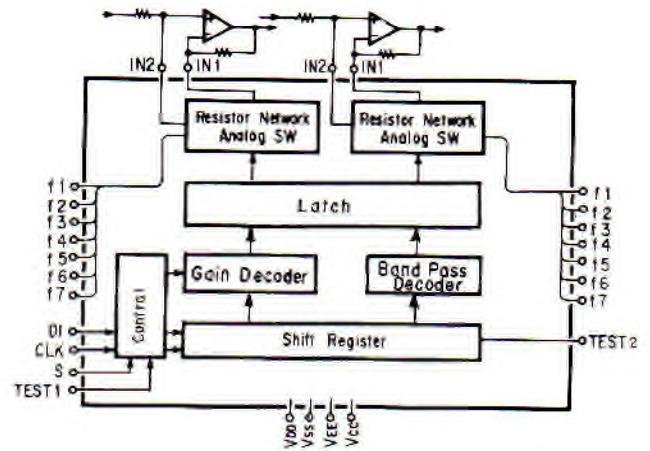 IN2 IN1 IN2 IN1
Resistor Network
Analog SW
Resistor Network
Analog SW
f1
f2
f3
f4
f5
f6
f7
f1
f2
f3
f4
f5
f6
f7
Latch
Gain Decoder
Band Pass
Decoder
Control
Shift Register
DI
CLK
S
TEST1
TEST2
VDD
VSS
VEE
VCC